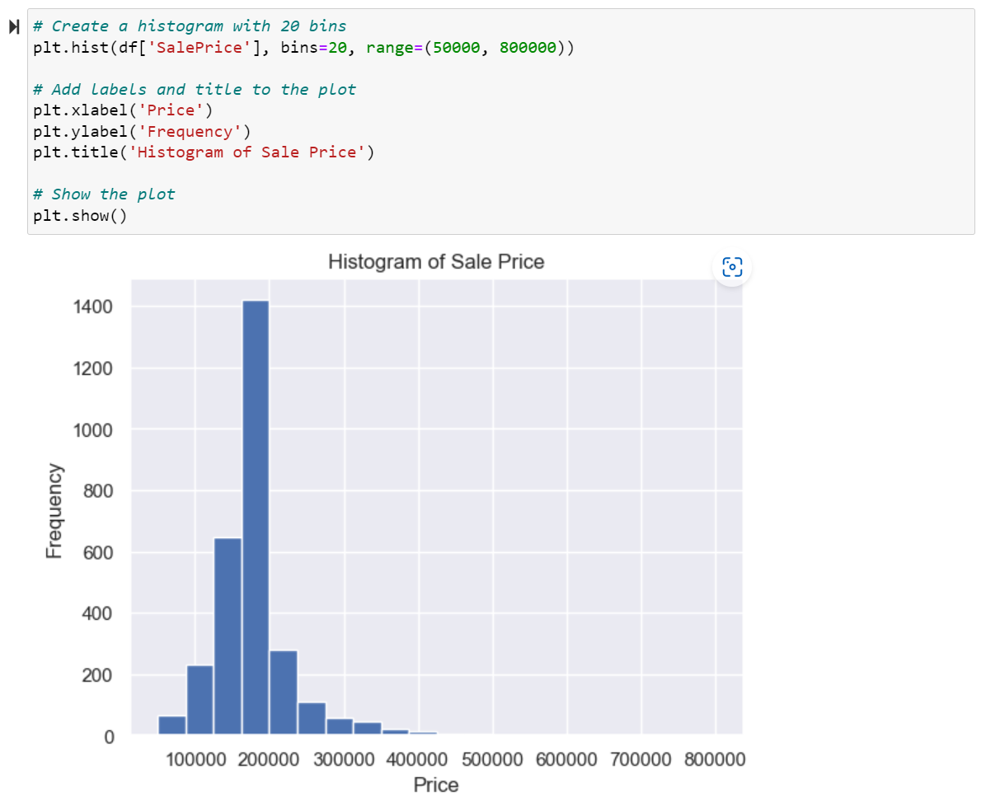 # Create a histogram with 20 bins
plt.hist(df['SalePrice'], bins=20, range=(50000, 800000))
# Add labels and title to the plot
plt.xlabel('Price')
plt.ylabel('Frequency')
plt.title('Histogram of Sale Price')
# Show the plot
plt.show()
Histogram of Sale Price
1400
1200
1000
800
600
400
200
0
Frequency
100000 200000 300000 400000 500000 600000 700000 800000
Price